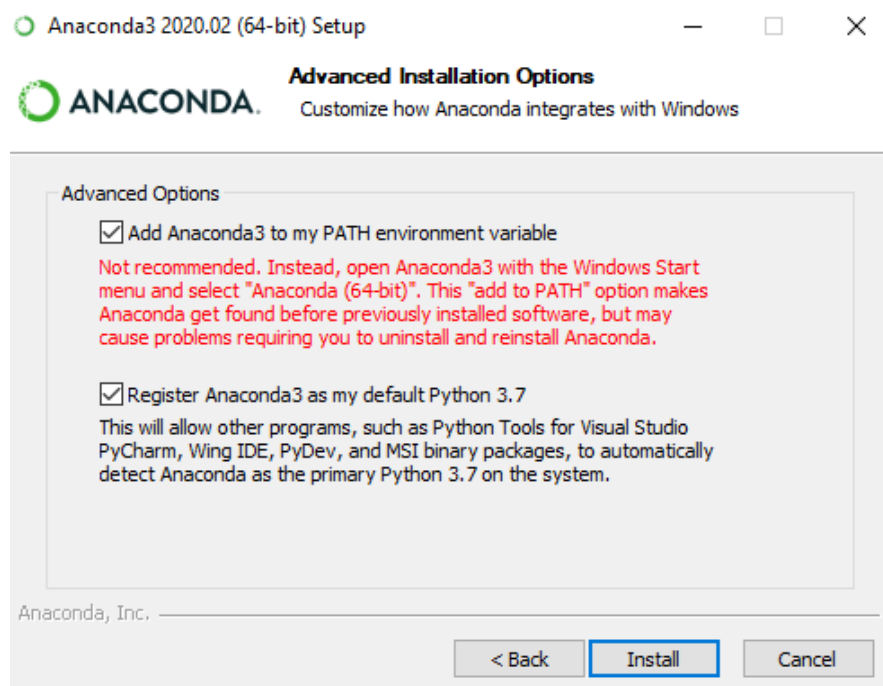 Anaconda3 2020.02 (64-bit) Setup
ANACONDA.
Advanced Installation Options
Customize how Anaconda integrates with Windows
Advanced Options
Add Anaconda3 to my PATH environment variable
Not recommended. Instead, open Anaconda3 with the Windows Start
menu and select "Anaconda (64-bit)". This "add to PATH" option makes
Anaconda get found before previously installed software, but may
cause problems requiring you to uninstall and reinstall Anaconda.
Register Anaconda3 as my default Python 3.7
This will allow other programs, such as Python Tools for Visual Studio
PyCharm, Wing IDE, PyDev, and MSI binary packages, to automatically
detect Anaconda as the primary Python 3.7 on the system.
Anaconda, Inc.
< Back Install Cancel